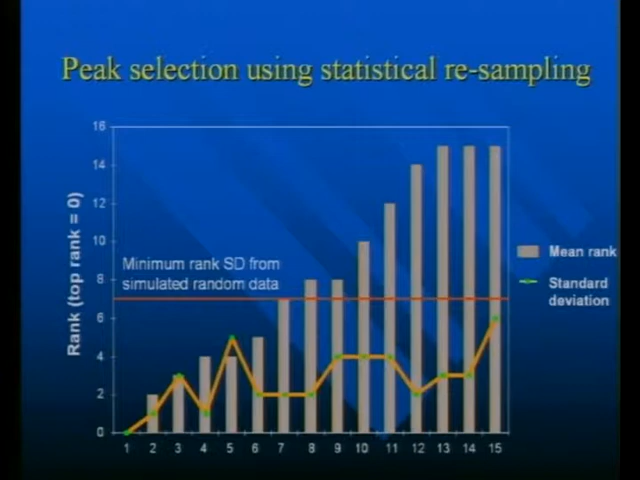 Peak selection using statistical re-sampling
Rank (top rank = 0)
16
14
12
10
8
6
4
2
0
Minimum rank SD from
simulated random data
1 2 3 4 5 6 7 8 9 10 11 12 13 14 15
Mean rank
Standard
deviation